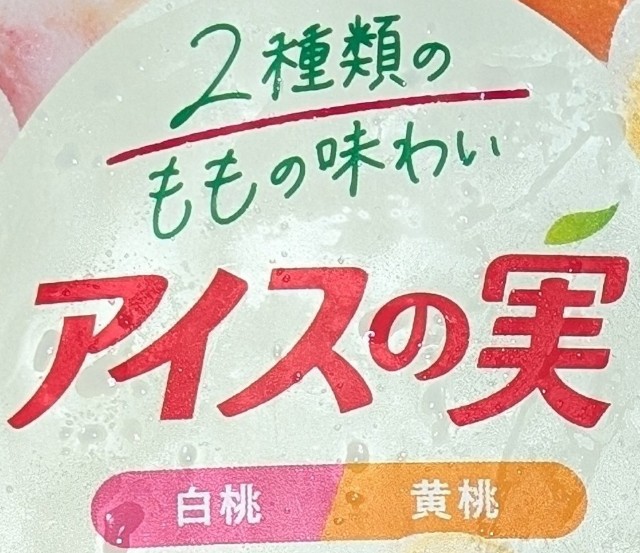 2種類の
ももの味わい
アイスの実
白桃 黄桃